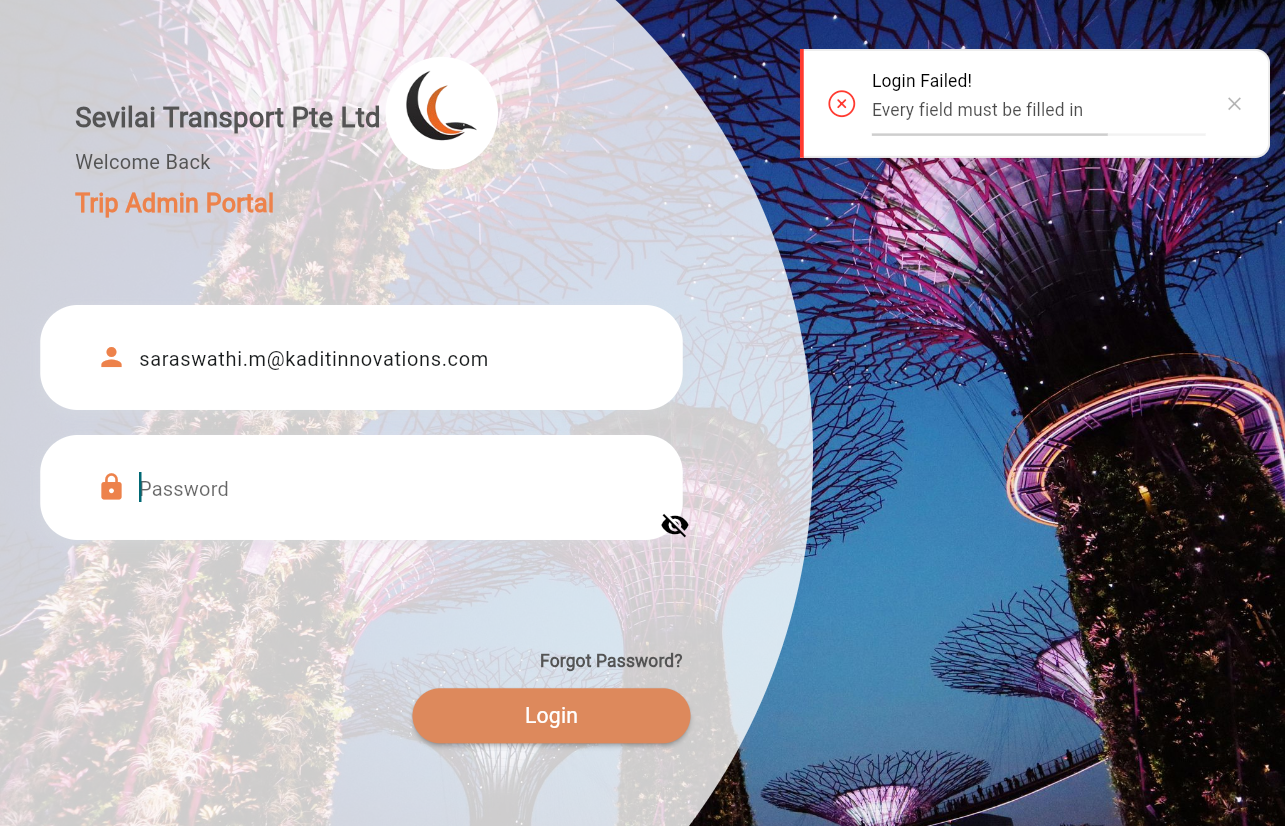 Sevilai Transport Pte Ltd
Welcome Back
Trip Admin Portal
saraswathi.m@kaditinnovations.com
Password
Forgot Password?
Login
Login Failed!
Every field must be filled in